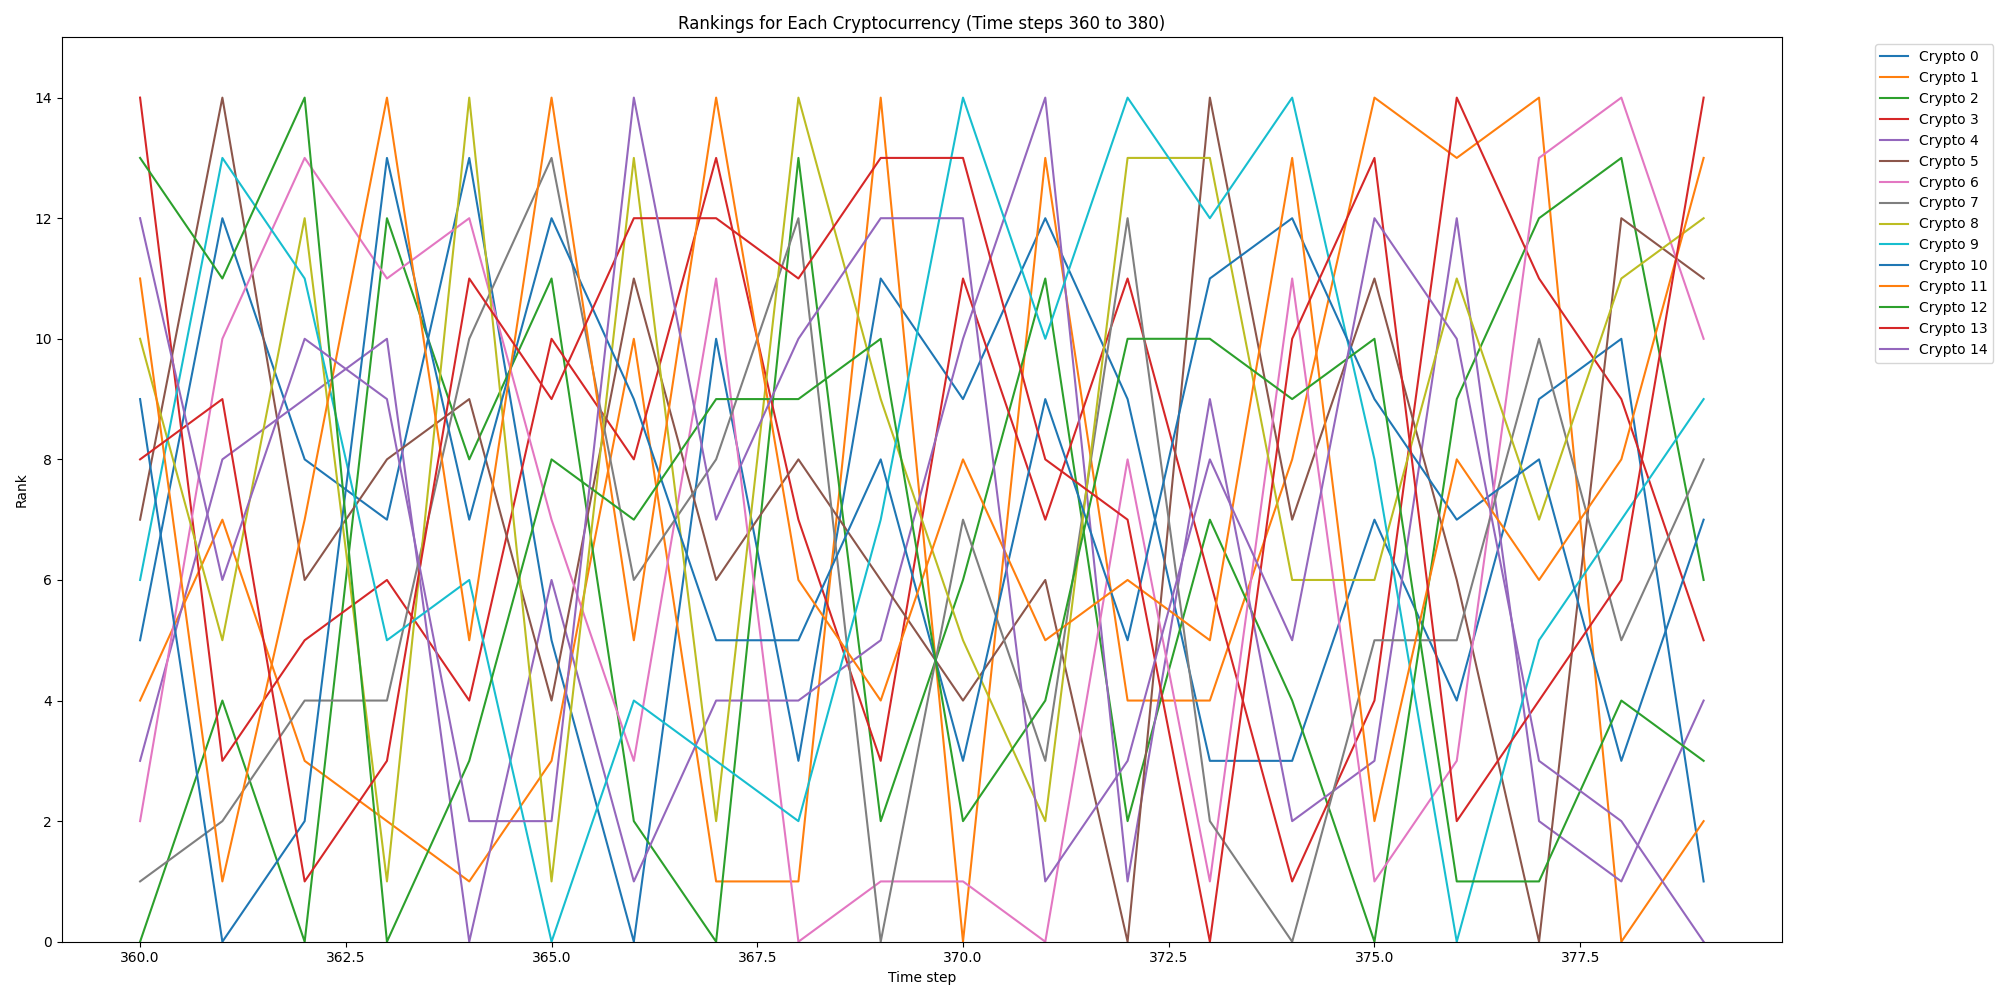 Rankings for Each Cryptocurrency (Time steps 360 to 380)
Rank
14
12
10
8
6
4
2
0
360.0 362.5 365.0 367.5 370.0 372.5 375.0 377.5
Time step
Crypto 0
Crypto 1
Crypto 2
Crypto 3
Crypto 4
Crypto 5
Crypto 6
Crypto 7
Crypto 8
Crypto 9
Crypto 10
Crypto 11
Crypto 12
Crypto 13
Crypto 14